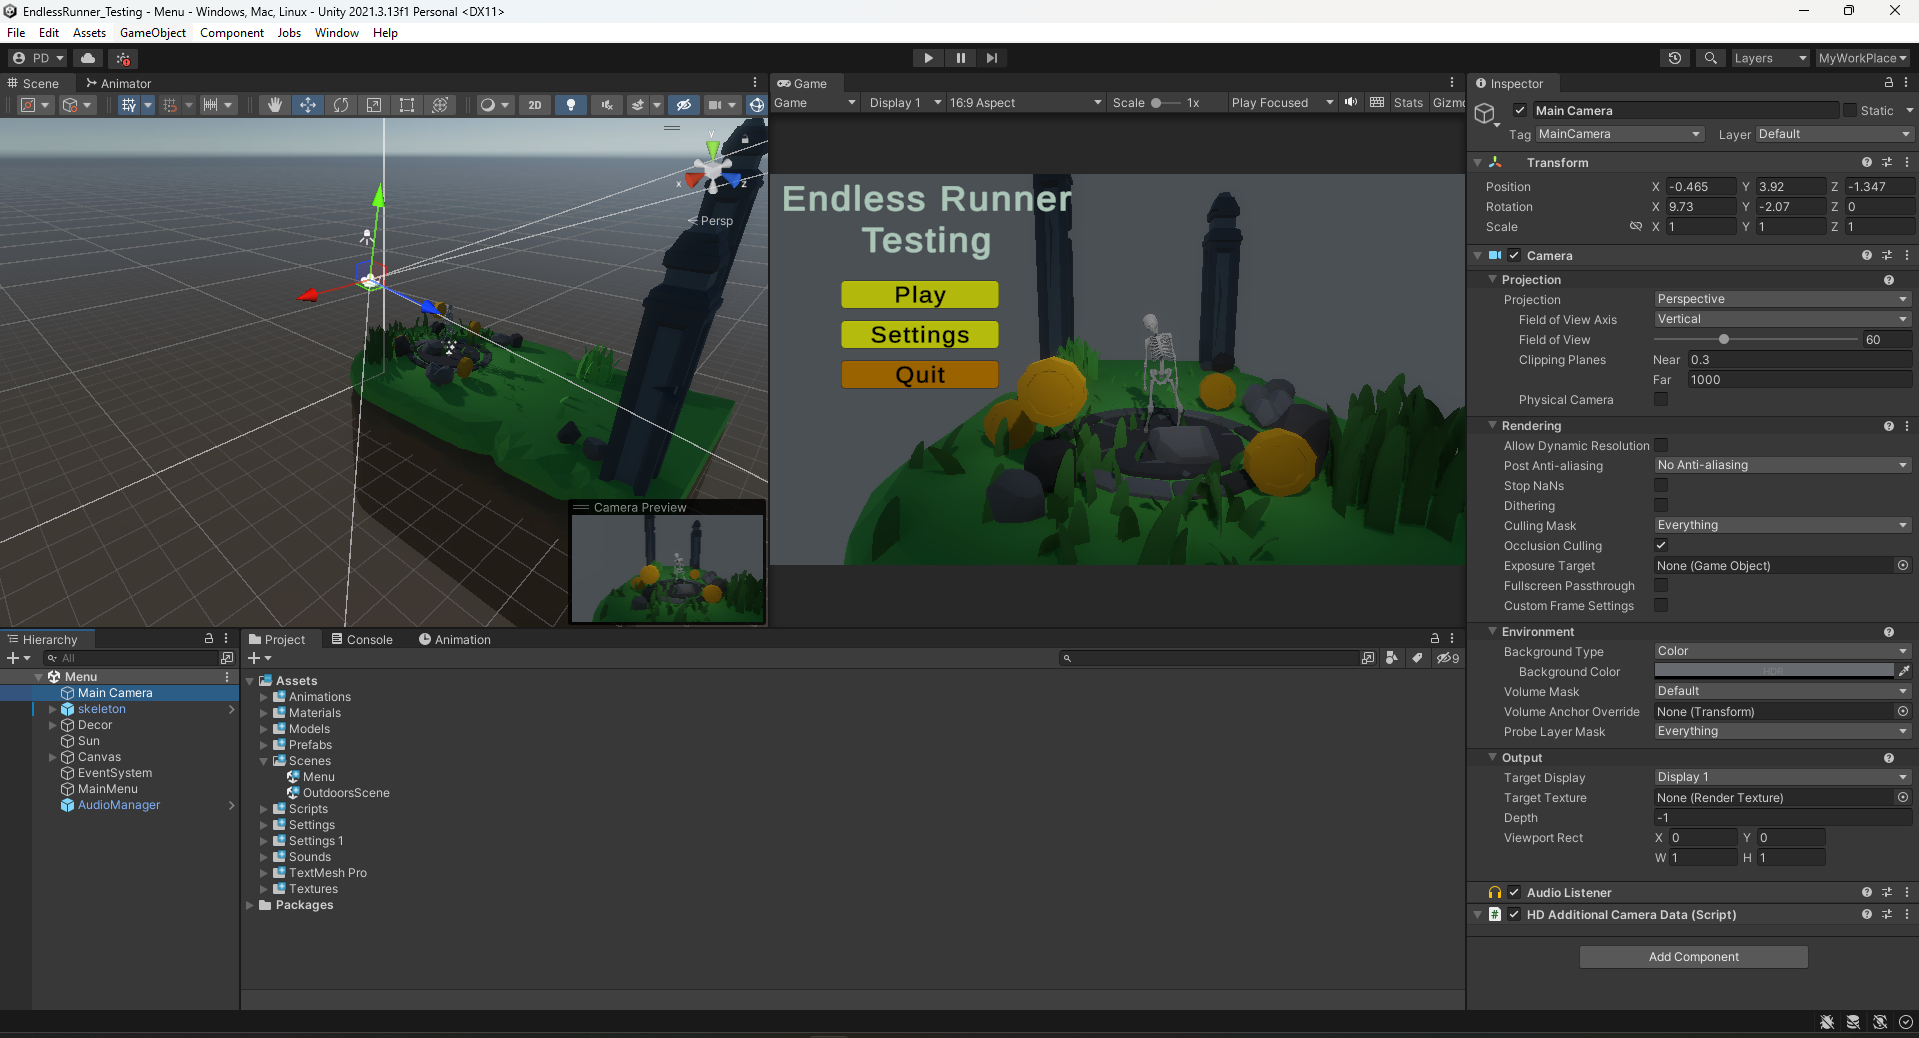 EndlessRunner_Testing - Menu - Windows, Mac, Linux - Unity 2021.3.13f1 Personal <DX11>
File Edit Assets GameObject Component Jobs Window Help
PD
Layers
MyWorkPlace
Scene
Animator
2D
y
x
z
Persp
Camera Preview
Game
Game
Display 1
16:9 Aspect
Scale
1x
Play Focused
Stats
Gizmo
Endless Runner
Testing
Play
Settings
Quit
Hierarchy
All
Menu
Main Camera
skeleton
Decor
Sun
Canvas
EventSystem
MainMenu
AudioManager
Project
Console
Animation
9
Assets
Animations
Materials
Models
Prefabs
Scenes
Menu
OutdoorsScene
Scripts
Settings
Settings 1
Sounds
TextMesh Pro
Textures
Packages
Inspector
Main Camera
Static
Tag MainCamera Layer Default
Transform
Position X -0.465 Y 3.92 Z -1.347
Rotation X 9.73 Y -2.07 Z 0
Scale X 1 Y 1 Z 1
Camera
Projection
Projection Perspective
Field of View Axis Vertical
Field of View 60
Clipping Planes Near 0.3
Far 1000
Physical Camera
Rendering
Allow Dynamic Resolution
Post Anti-aliasing No Anti-aliasing
Stop NaNs
Dithering
Culling Mask Everything
Occlusion Culling
Exposure Target None (Game Object)
Fullscreen Passthrough
Custom Frame Settings
Environment
Background Type Color
Background Color HDR
Volume Mask Default
Volume Anchor Override None (Transform)
Probe Layer Mask Everything
Output
Target Display Display 1
Target Texture None (Render Texture)
Depth -1
Viewport Rect X 0 Y 0
W 1 H 1
Audio Listener
# HD Additional Camera Data (Script)
Add Component